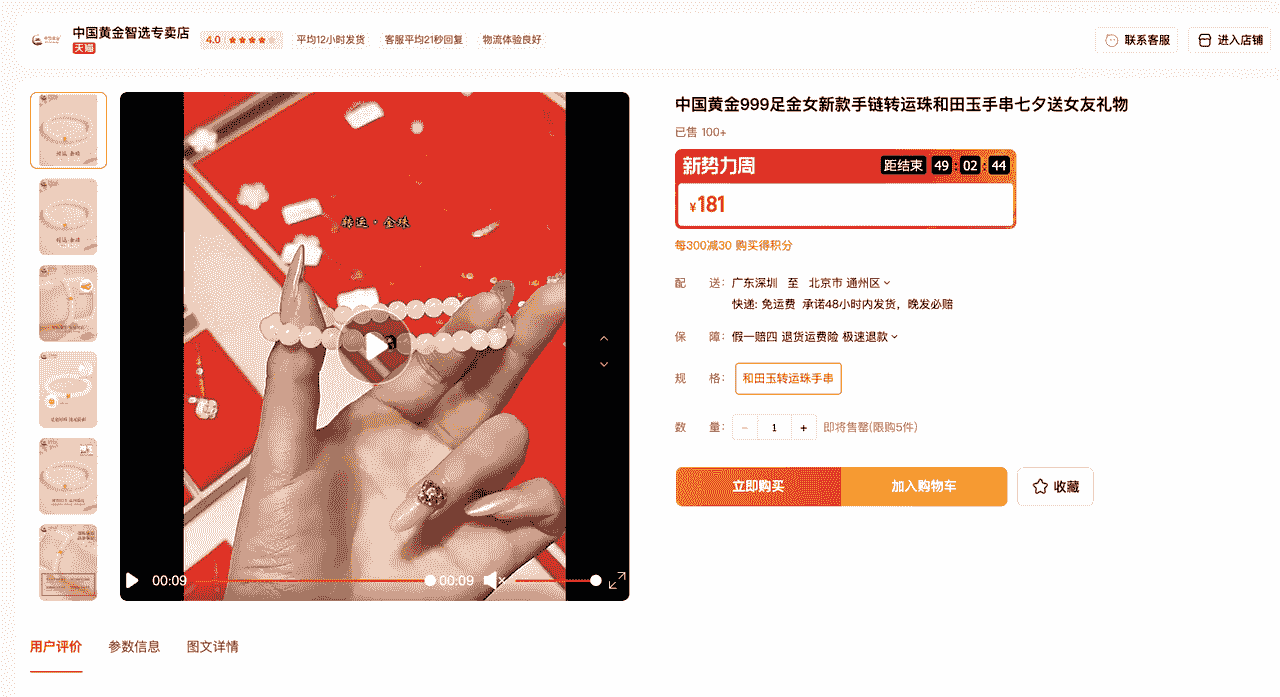 中国黄金智选专卖店
天猫
4.0
平均12小时发货
客服平均21秒回复
物流体验良好
联系客服
进入店铺
转运·金珠
00:09
00:09
中国黄金999足金女新款手链转运珠和田玉手串七夕送女友礼物
已售 100+
新势力周
距结束 49 : 02 : 44
¥181
每300减30 购买得积分
配 送: 广东深圳 至 北京市 通州区
快递: 免运费 承诺48小时内发货，晚发必赔
保 障: 假一赔四 退货运费险 极速退款
规 格: 和田玉转运珠手串
数 量: − 1 + 即将售罄(限购5件)
立即购买
加入购物车
收藏
用户评价
参数信息
图文详情